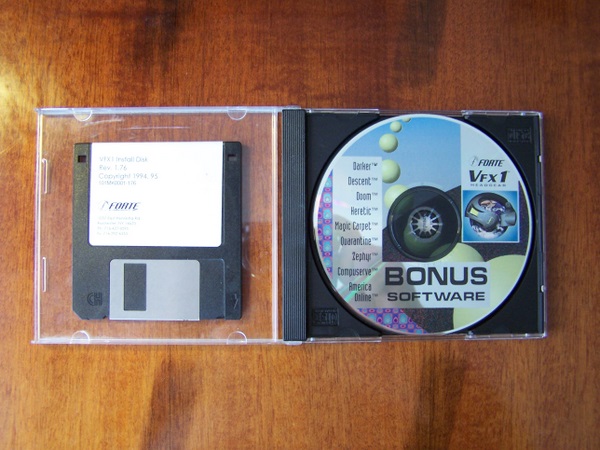 VFX1 Install Disk
Rev. 1.76
Copyright 1994, 95
FORTE
FORTE
VFX1
HEADGEAR
Darker™
Descent™
Doom™
Heretic™
Magic Carpet™
Quarantine™
Zephyr™
Compuserve™
America
Online™
BONUS
SOFTWARE